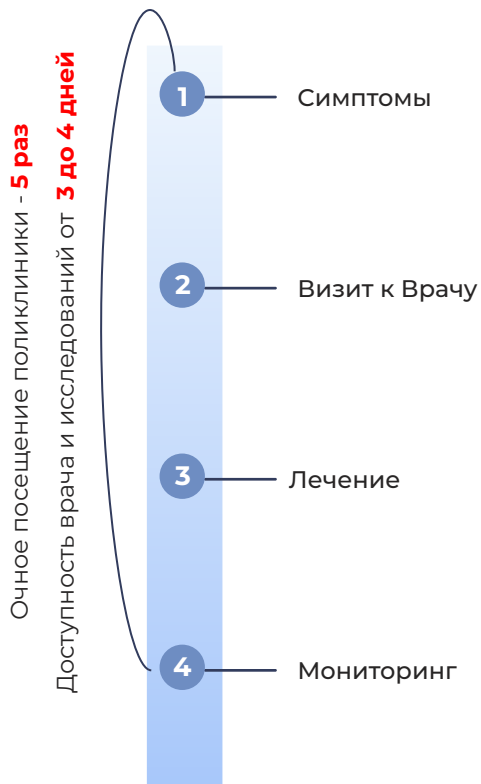 Очное посещение поликлиники - 5 раз
Доступность врача и исследований от 3 до 4 дней
1
Симптомы
2
Визит к Врачу
3
Лечение
4
Мониторинг